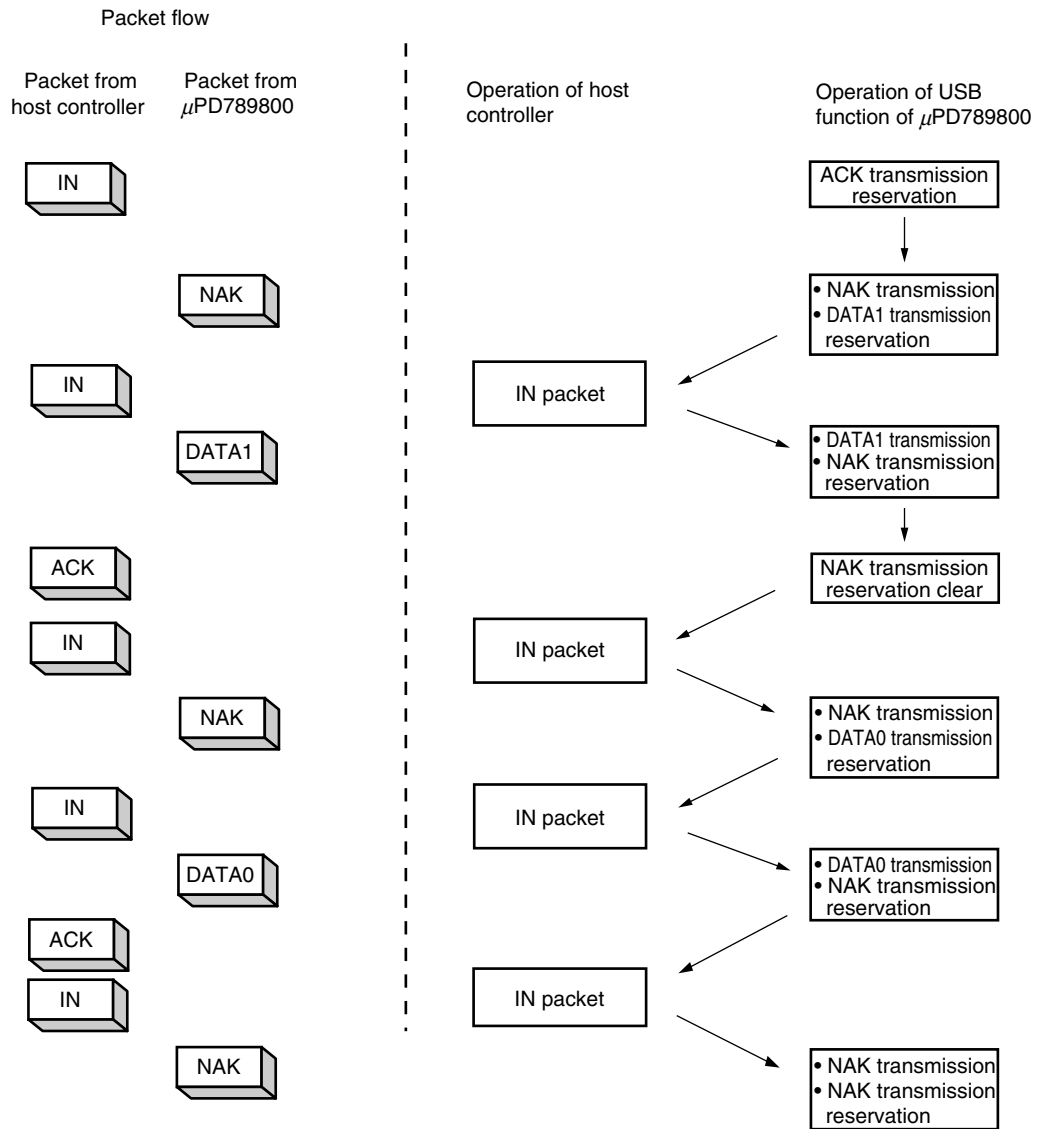 Packet flow
Packet from
host controller
Packet from
μPD789800
Operation of host
controller
Operation of USB
function of μPD789800
IN
ACK transmission
reservation
NAK
• NAK transmission
• DATA1 transmission
reservation
IN
IN packet
DATA1
• DATA1 transmission
• NAK transmission
reservation
ACK
NAK transmission
reservation clear
IN
IN packet
NAK
• NAK transmission
• DATA0 transmission
reservation
IN
IN packet
DATA0
• DATA0 transmission
• NAK transmission
reservation
ACK
IN
IN packet
NAK
• NAK transmission
• NAK transmission
reservation